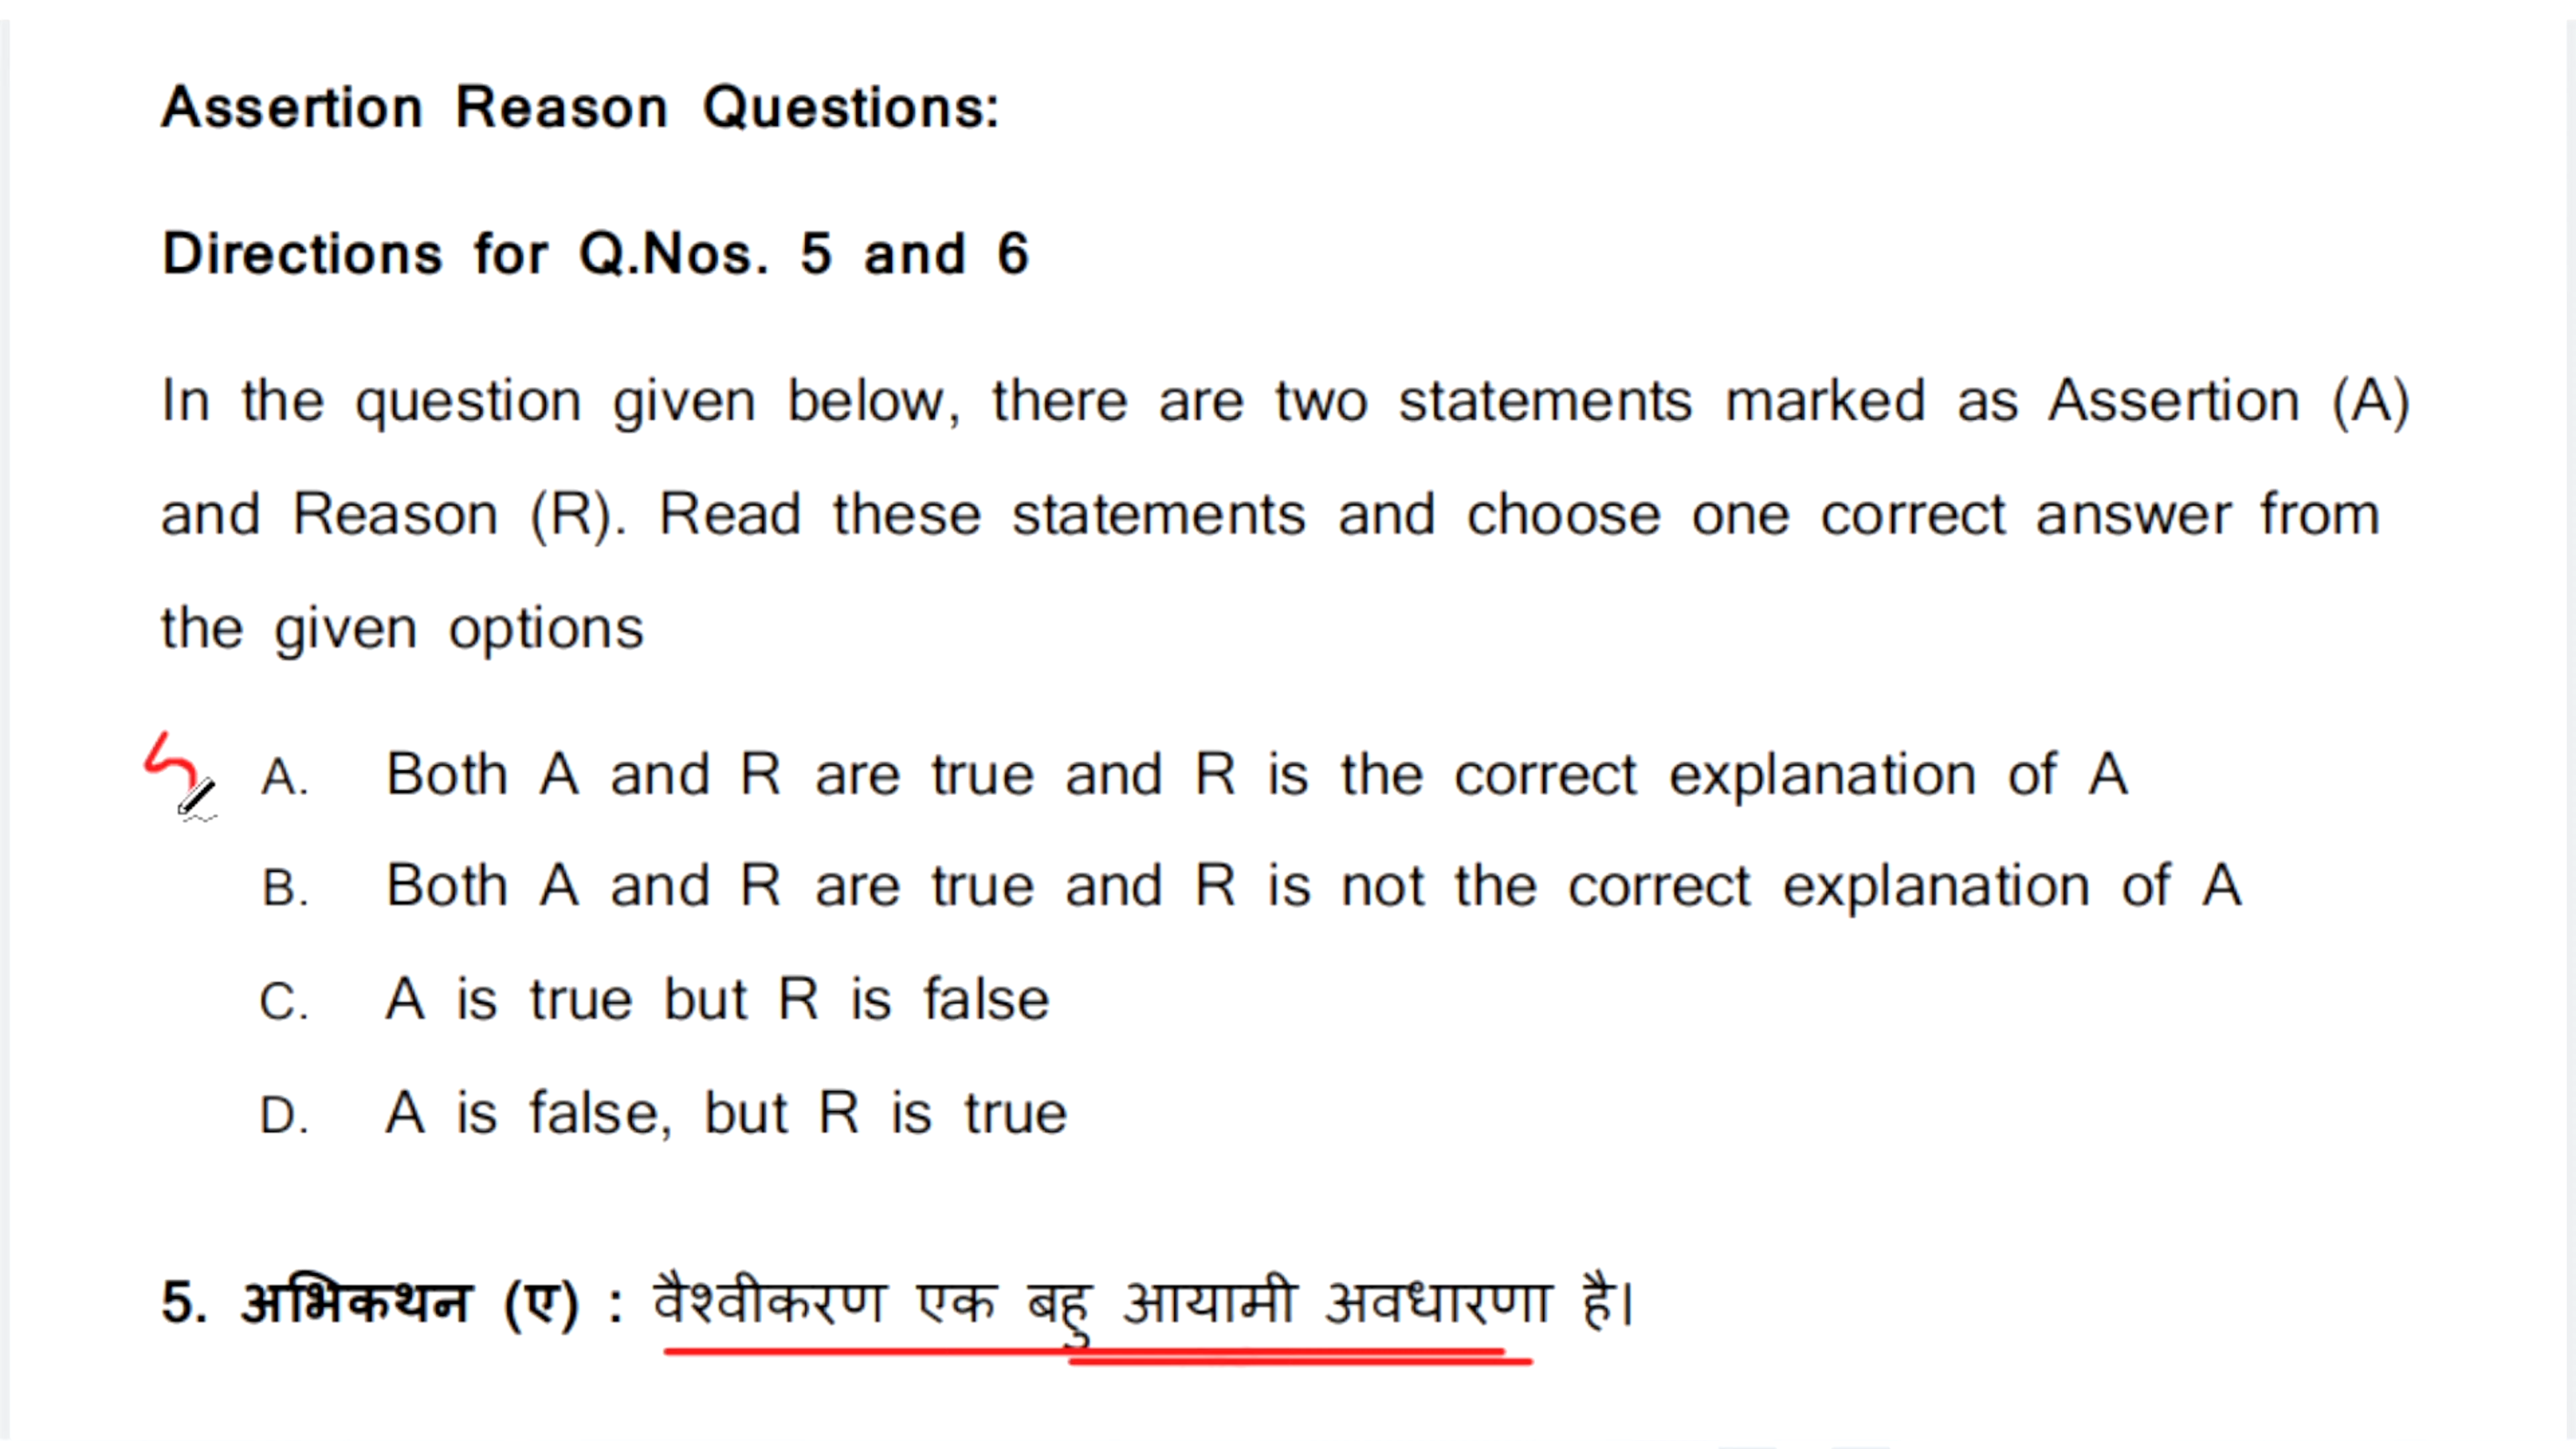 Assertion Reason Questions:
Directions for Q.Nos. 5 and 6
In the question given below, there are two statements marked as Assertion (A)
and Reason (R). Read these statements and choose one correct answer from
the given options
A. Both A and R are true and R is the correct explanation of A
B. Both A and R are true and R is not the correct explanation of A
C. A is true but R is false
D. A is false, but R is true
5. अभिकथन (ए) : वैश्वीकरण एक बहु आयामी अवधारणा है।